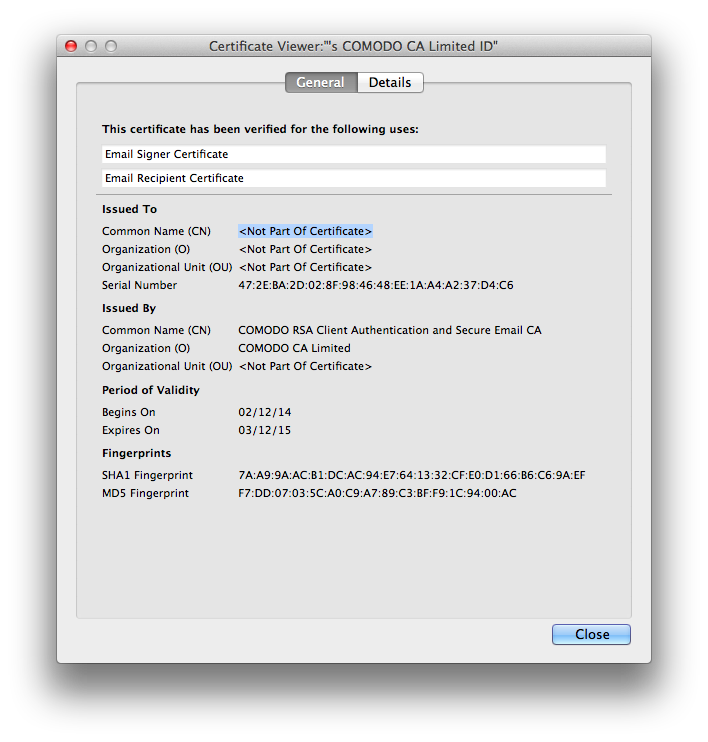 Certificate Viewer:"'s COMODO CA Limited ID"
General Details
This certificate has been verified for the following uses:
Email Signer Certificate
Email Recipient Certificate
Issued To
Common Name (CN) <Not Part Of Certificate>
Organization (O) <Not Part Of Certificate>
Organizational Unit (OU) <Not Part Of Certificate>
Serial Number 47:2E:BA:2D:02:8F:98:46:48:EE:1A:A4:A2:37:D4:C6
Issued By
Common Name (CN) COMODO RSA Client Authentication and Secure Email CA
Organization (O) COMODO CA Limited
Organizational Unit (OU) <Not Part Of Certificate>
Period of Validity
Begins On 02/12/14
Expires On 03/12/15
Fingerprints
SHA1 Fingerprint 7A:A9:9A:AC:B1:DC:AC:94:E7:64:13:32:CF:E0:D1:66:B6:C6:9A:EF
MD5 Fingerprint F7:DD:07:03:5C:A0:C9:A7:89:C3:BF:F9:1C:94:00:AC
Close